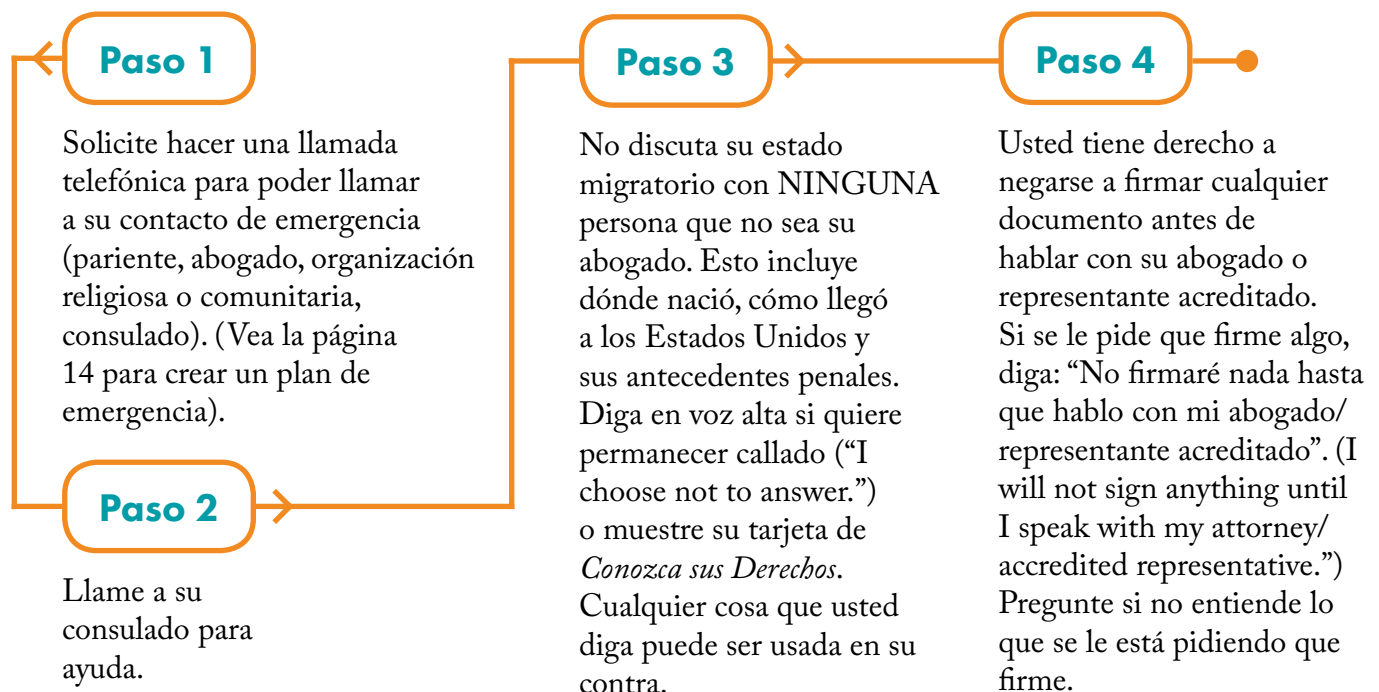 Paso 1
Solicite hacer una llamada
telefónica para poder llamar
a su contacto de emergencia
(pariente, abogado, organización
religiosa o comunitaria,
consulado). (Vea la página
14 para crear un plan de
emergencia).
Paso 2
Llame a su
consulado para
ayuda.
Paso 3
No discuta su estado
migratorio con NINGUNA
persona que no sea su
abogado. Esto incluye
dónde nació, cómo llegó
a los Estados Unidos y
sus antecedentes penales.
Diga en voz alta si quiere
permanecer callado (“I
choose not to answer.”)
o muestre su tarjeta de
Conozca sus Derechos.
Cualquier cosa que usted
diga puede ser usada en su
contra.
Paso 4
Usted tiene derecho a
negarse a firmar cualquier
documento antes de
hablar con su abogado o
representante acreditado.
Si se le pide que firme algo,
diga: “No firmaré nada hasta
que hablo con mi abogado/
representante acreditado”. (I
will not sign anything until
I speak with my attorney/
accredited representative.”)
Pregunte si no entiende lo
que se le está pidiendo que
firme.